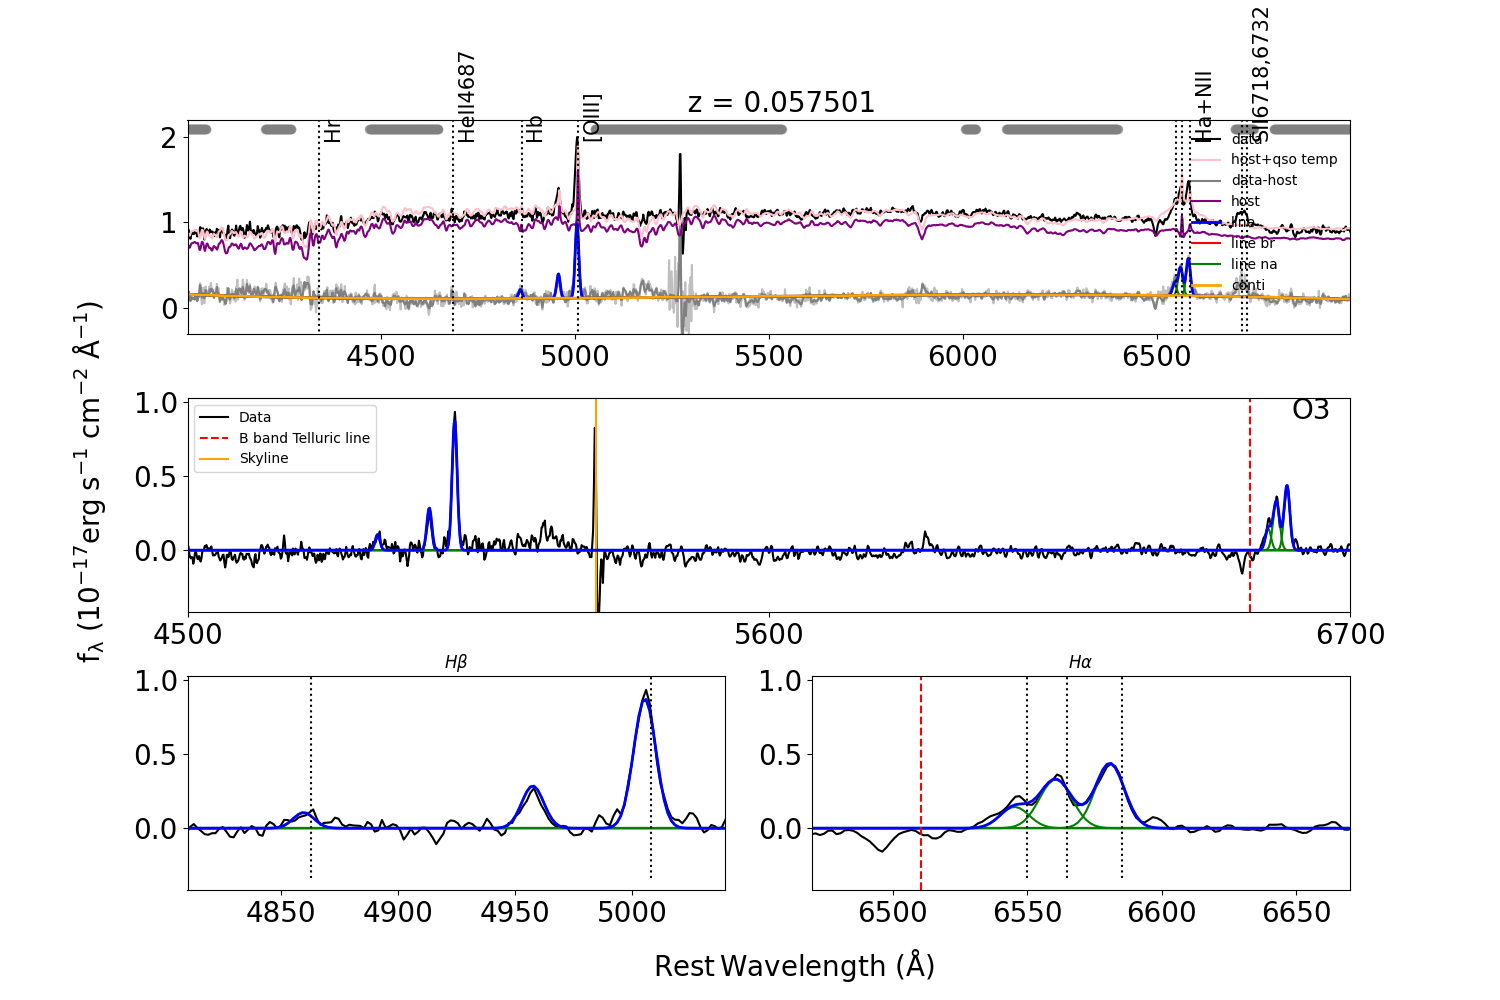 z = 0.057501
Hr
HeII4687
Hb
[OIII]
Ha+NII
SII6718,6732
data
host+qso temp
data-host
host
line
line br
line na
conti
2
1
0
4500
5000
5500
6000
6500
fλ (10⁻¹⁷erg s⁻¹ cm⁻² Å⁻¹)
O3
Data
B band Telluric line
Skyline
1.0
0.5
0.0
4500
5600
6700
Hβ
1.0
0.5
0.0
4850
4900
4950
5000
Hα
1.0
0.5
0.0
6500
6550
6600
6650
Rest Wavelength (Å)